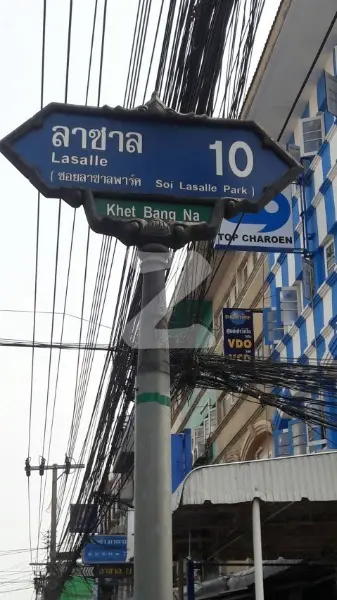 ลาซาล 10
Lasalle
(ซอยลาซาลพาร์ค Soi Lasalle Park)
Khet Bang Na
TOP CHAROEN
VDO